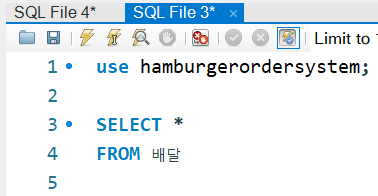 SQL File 4* SQL File 3* ×
Limit to 1
1 use hamburgerordersystem;
2
3 SELECT *
4 FROM 배달
5